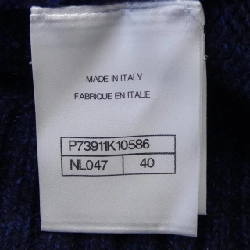 MADE IN ITALY
FABRIQUE EN ITALIE
P73911K10586
NL047 40